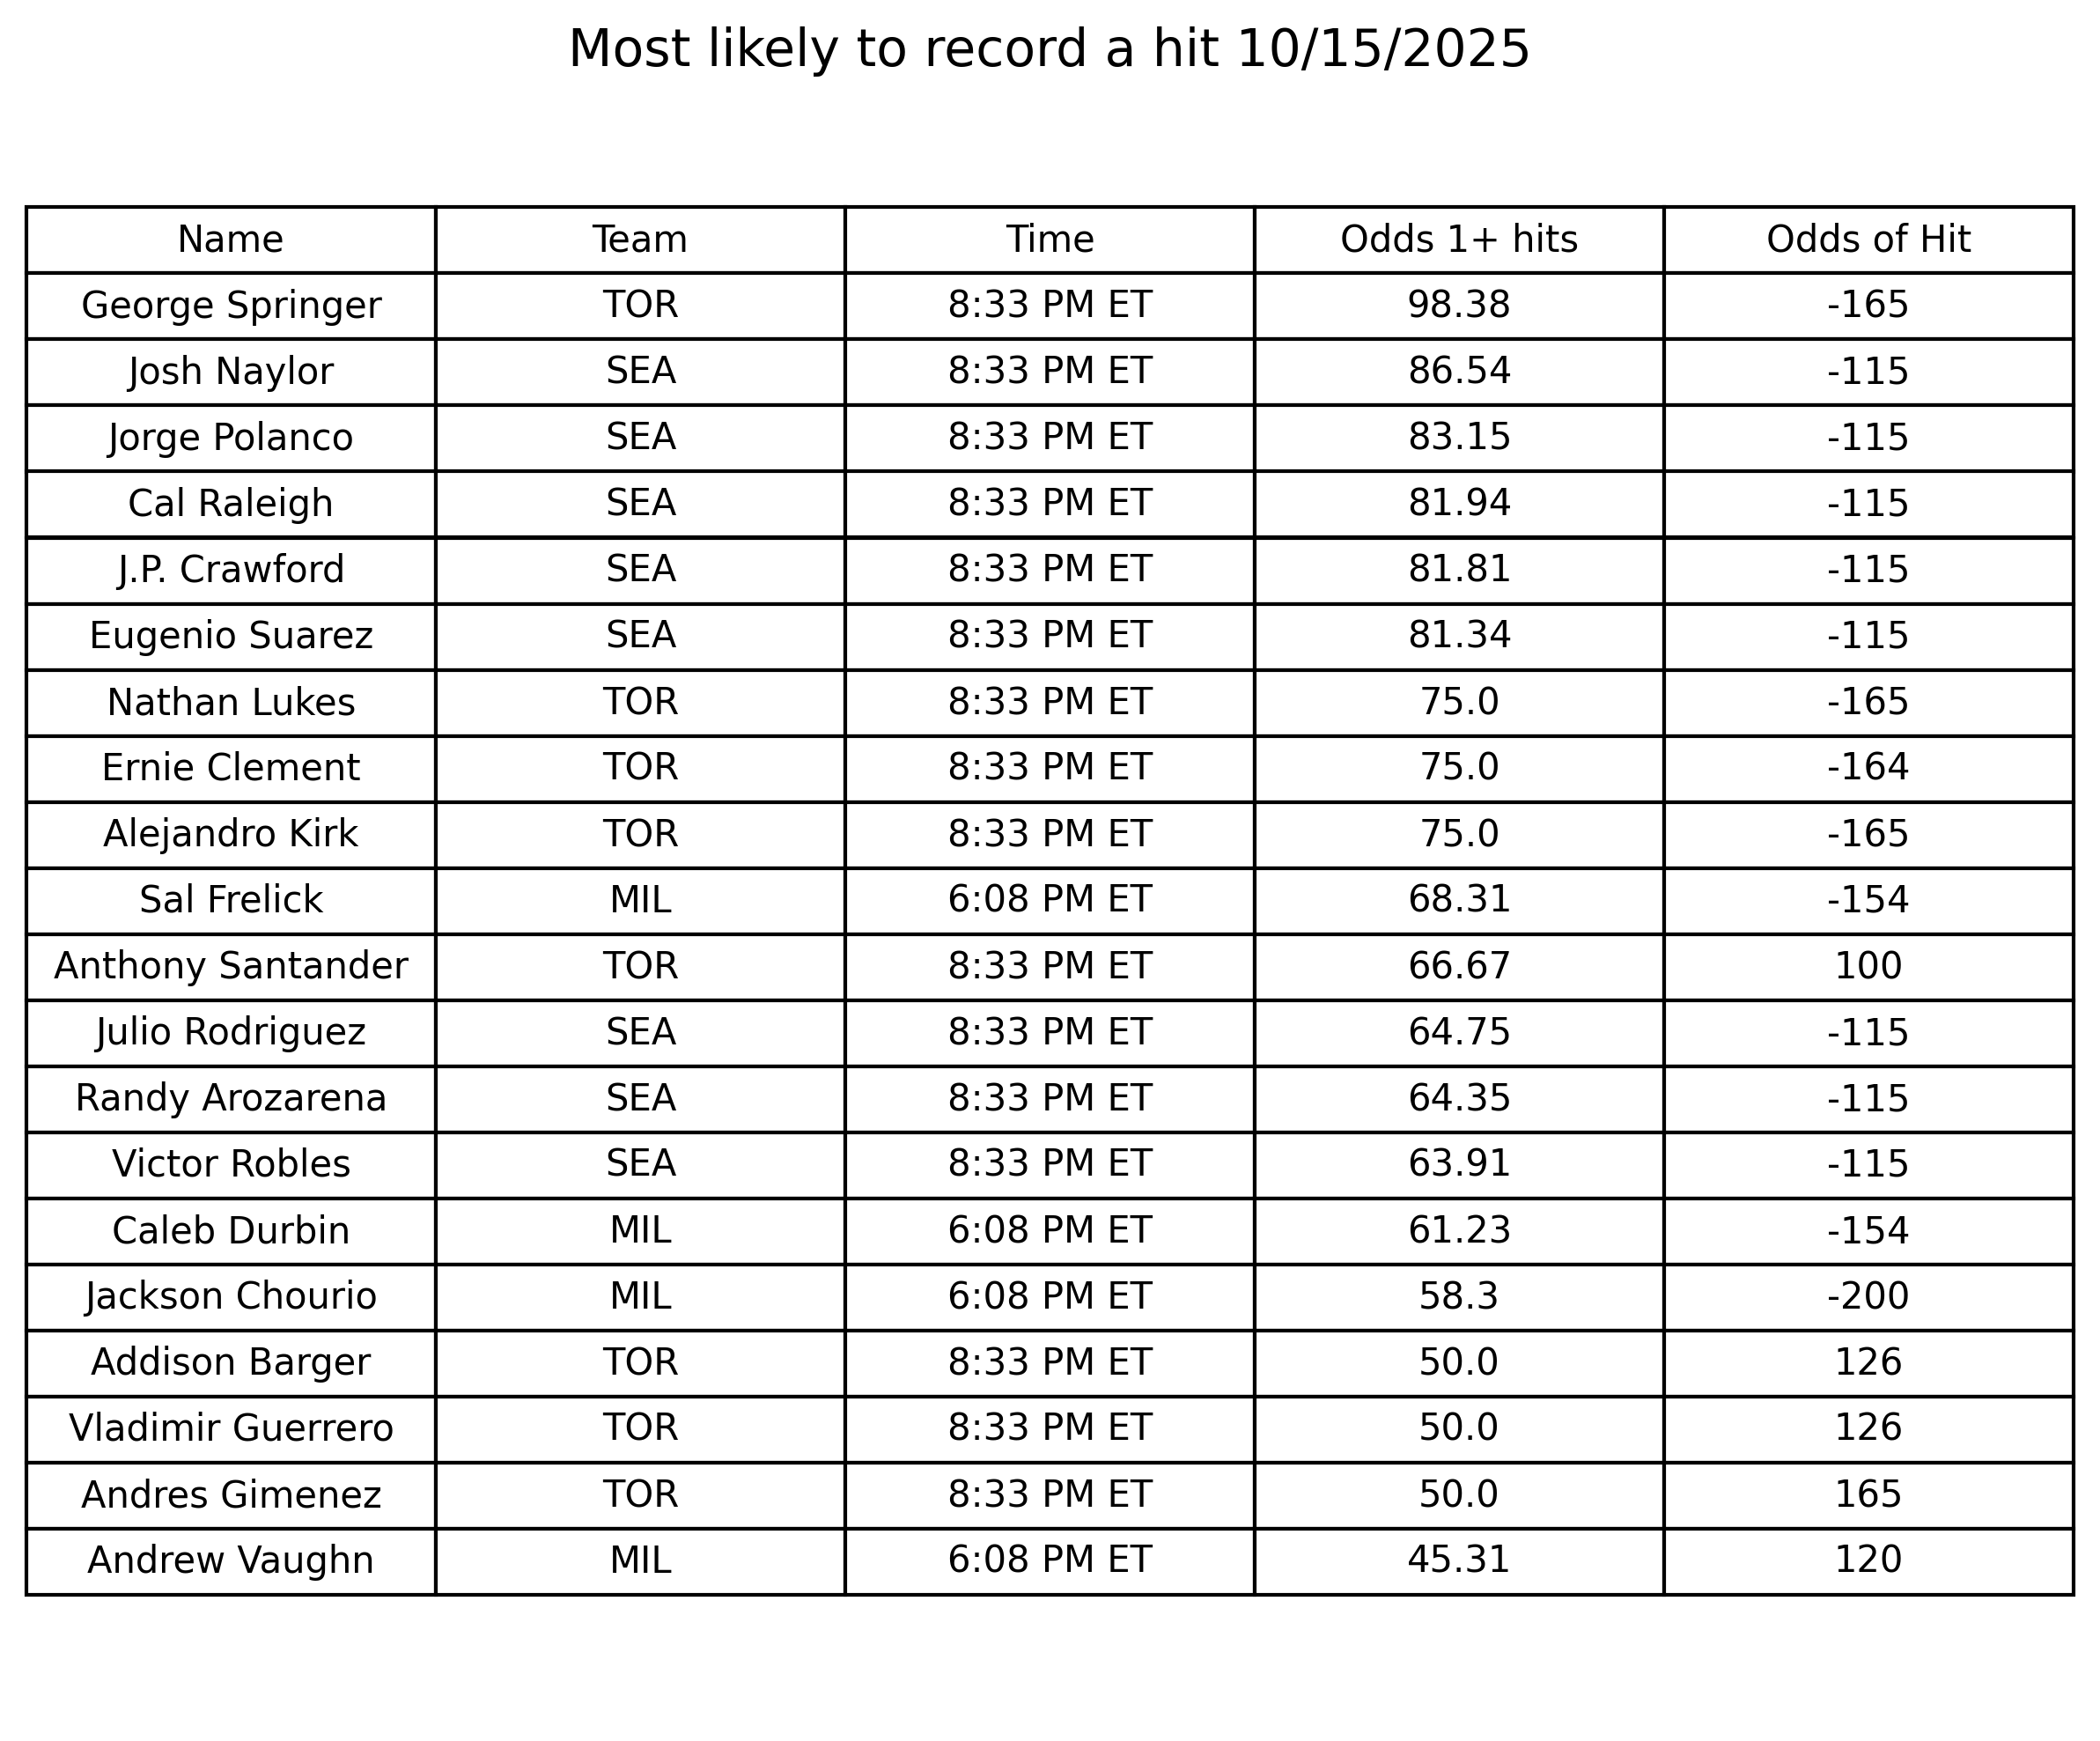 Most likely to record a hit 10/15/2025
Name Team Time Odds 1+ hits Odds of Hit
George Springer TOR 8:33 PM ET 98.38 -165
Josh Naylor SEA 8:33 PM ET 86.54 -115
Jorge Polanco SEA 8:33 PM ET 83.15 -115
Cal Raleigh SEA 8:33 PM ET 81.94 -115
J.P. Crawford SEA 8:33 PM ET 81.81 -115
Eugenio Suarez SEA 8:33 PM ET 81.34 -115
Nathan Lukes TOR 8:33 PM ET 75.0 -165
Ernie Clement TOR 8:33 PM ET 75.0 -164
Alejandro Kirk TOR 8:33 PM ET 75.0 -165
Sal Frelick MIL 6:08 PM ET 68.31 -154
Anthony Santander TOR 8:33 PM ET 66.67 100
Julio Rodriguez SEA 8:33 PM ET 64.75 -115
Randy Arozarena SEA 8:33 PM ET 64.35 -115
Victor Robles SEA 8:33 PM ET 63.91 -115
Caleb Durbin MIL 6:08 PM ET 61.23 -154
Jackson Chourio MIL 6:08 PM ET 58.3 -200
Addison Barger TOR 8:33 PM ET 50.0 126
Vladimir Guerrero TOR 8:33 PM ET 50.0 126
Andres Gimenez TOR 8:33 PM ET 50.0 165
Andrew Vaughn MIL 6:08 PM ET 45.31 120